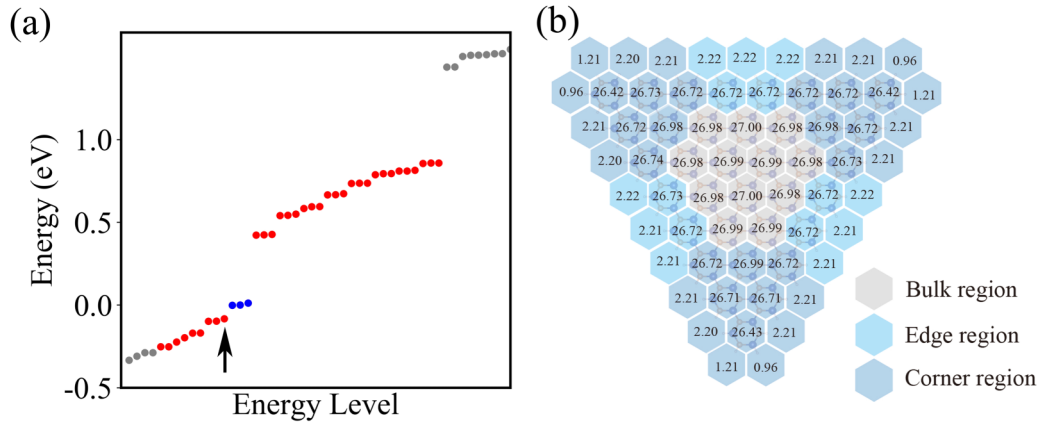 (a)
Energy (eV)
1.0
0.5
0.0
-0.5
Energy Level
(b)
1.21 2.20 2.21 2.22 2.22 2.22 2.21 2.21 0.96
0.96 26.42 26.73 26.72 26.72 26.72 26.72 26.72 26.42 1.21
2.21 26.72 26.98 26.98 27.00 26.98 26.98 26.72 2.21
2.20 26.74 26.98 26.99 26.99 26.98 26.73 2.21
2.22 26.73 26.98 27.00 26.98 26.72 2.22
2.21 26.72 26.99 26.99 26.72 2.21
2.21 26.72 26.99 26.72 2.21
2.21 26.71 26.71 2.21
2.20 26.43 2.21
1.21 0.96
Bulk region
Edge region
Corner region